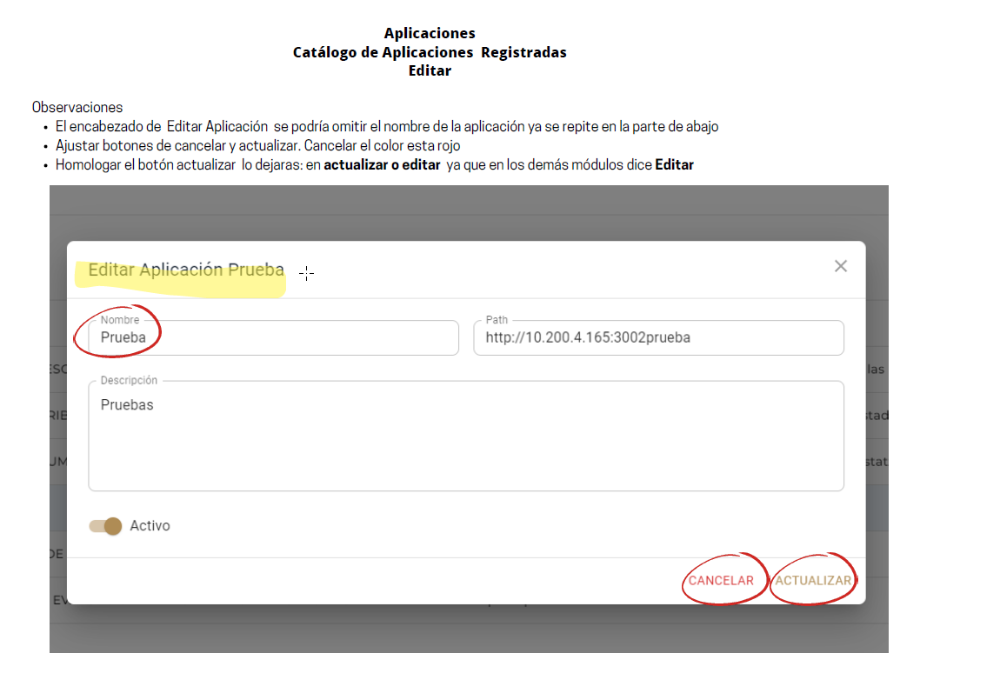 Aplicaciones
Catálogo de Aplicaciones Registradas
Editar
Observaciones
• El encabezado de Editar Aplicación se podría omitir el nombre de la aplicación ya se repite en la parte de abajo
• Ajustar botones de cancelar y actualizar. Cancelar el color esta rojo
• Homologar el botón actualizar lo dejaras: en actualizar o editar ya que en los demás módulos dice Editar
Editar Aplicación Prueba
Nombre
Prueba
Path
http://10.200.4.165:3002prueba
Descripción
Pruebas
Activo
CANCELAR
ACTUALIZAR
ESC
las
RIE
stad
UM
stat
DE
EV